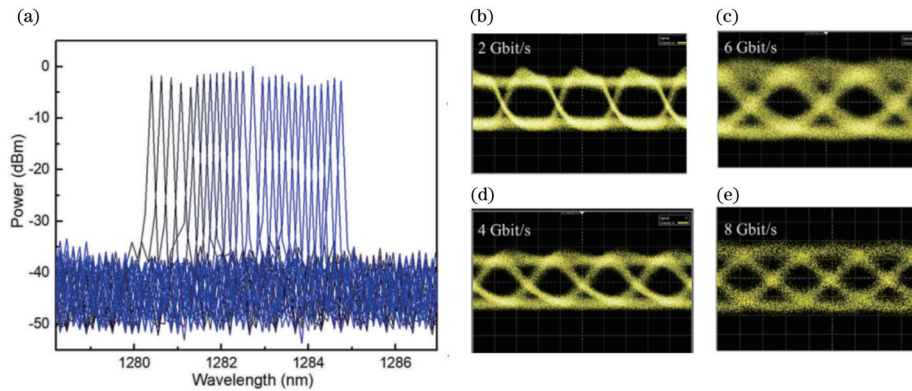 (a)
0
-10
-20
-30
-40
-50
Power (dBm)
1280
1282
1284
1286
Wavelength (nm)
(b)
2 Gbit/s
(c)
6 Gbit/s
(d)
4 Gbit/s
(e)
8 Gbit/s